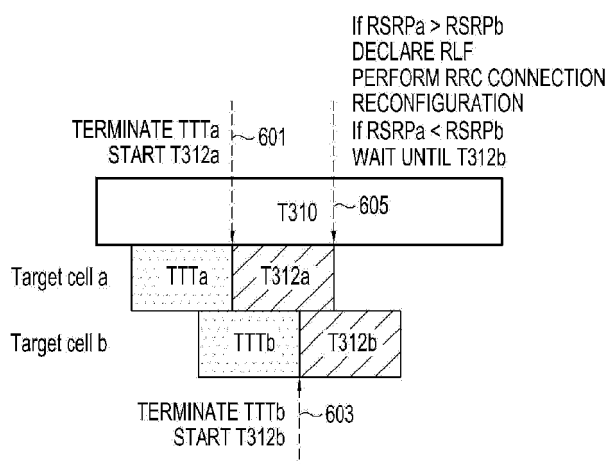 If RSRPa > RSRPb
DECLARE RLF
PERFORM RRC CONNECTION
RECONFIGURATION
If RSRPa < RSRPb
WAIT UNTIL T312b
TERMINATE TTTa
START T312a
601
T310
605
Target cell a
TTTa
T312a
Target cell b
TTTb
T312b
TERMINATE TTTb
START T312b
603